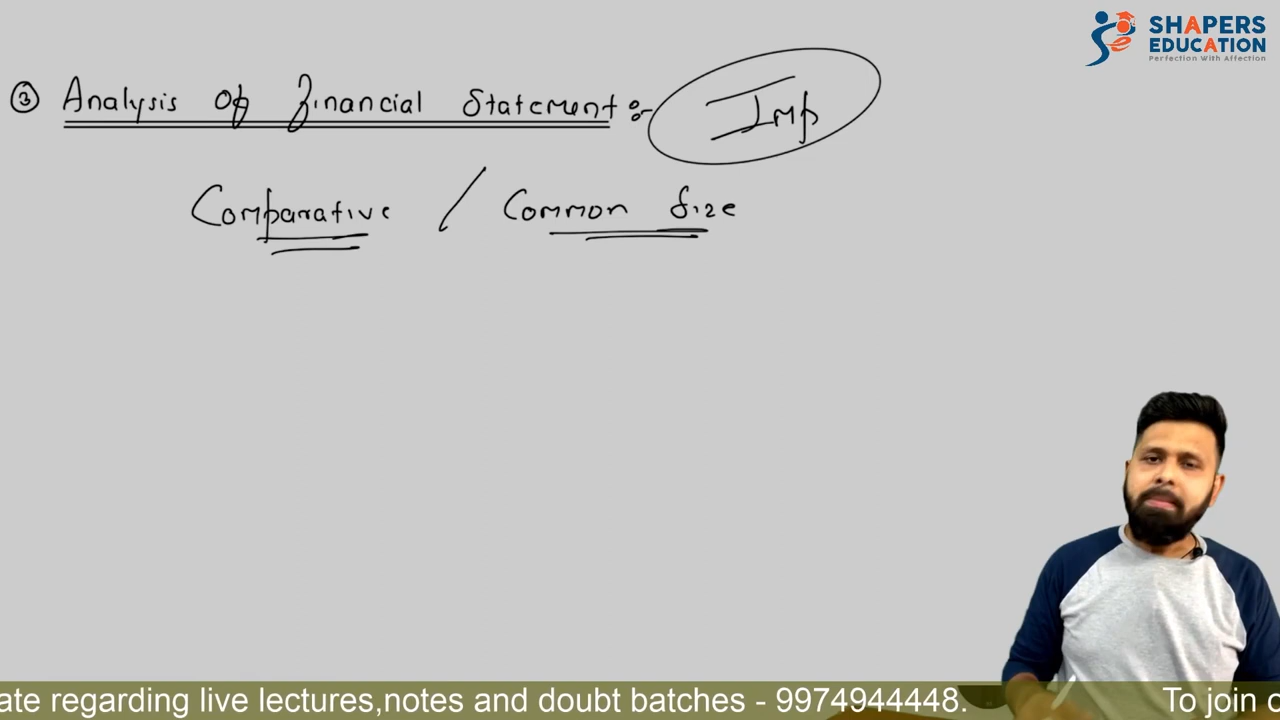 SHAPERS
EDUCATION
Perfection With Affection
③ Analysis Of Financial Statement :- Imp
Comparative / Common Size
ate regarding live lectures,notes and doubt batches - 9974944448. To join o